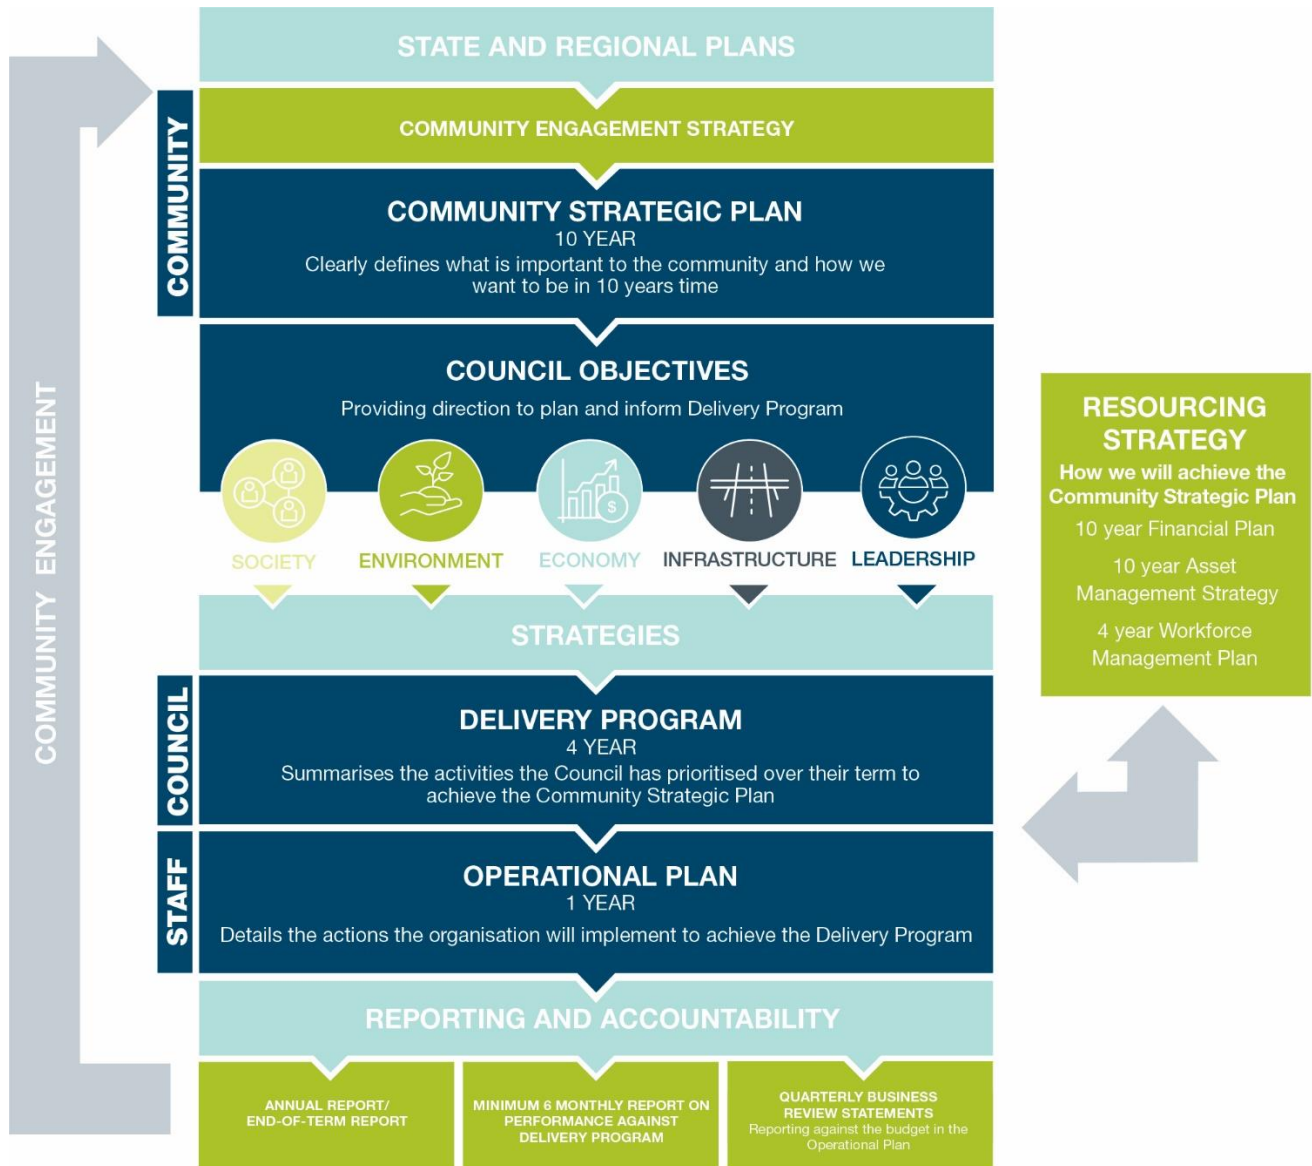 STATE AND REGIONAL PLANS
COMMUNITY ENGAGEMENT STRATEGY
COMMUNITY
COMMUNITY STRATEGIC PLAN
10 YEAR
Clearly defines what is important to the community and how we
want to be in 10 years time
COUNCIL OBJECTIVES
Providing direction to plan and inform Delivery Program
SOCIETY
ENVIRONMENT
$
ECONOMY
INFRASTRUCTURE
LEADERSHIP
STRATEGIES
COUNCIL
DELIVERY PROGRAM
4 YEAR
Summarises the activities the Council has prioritised over their term to
achieve the Community Strategic Plan
STAFF
OPERATIONAL PLAN
1 YEAR
Details the actions the organisation will implement to achieve the Delivery Program
REPORTING AND ACCOUNTABILITY
ANNUAL REPORT/
END-OF-TERM REPORT
MINIMUM 6 MONTHLY REPORT ON
PERFORMANCE AGAINST
DELIVERY PROGRAM
QUARTERLY BUSINESS
REVIEW STATEMENTS
Reporting against the budget in the
Operational Plan
COMMUNITY ENGAGEMENT
RESOURCING
STRATEGY
How we will achieve the
Community Strategic Plan
10 year Financial Plan
10 year Asset
Management Strategy
4 year Workforce
Management Plan